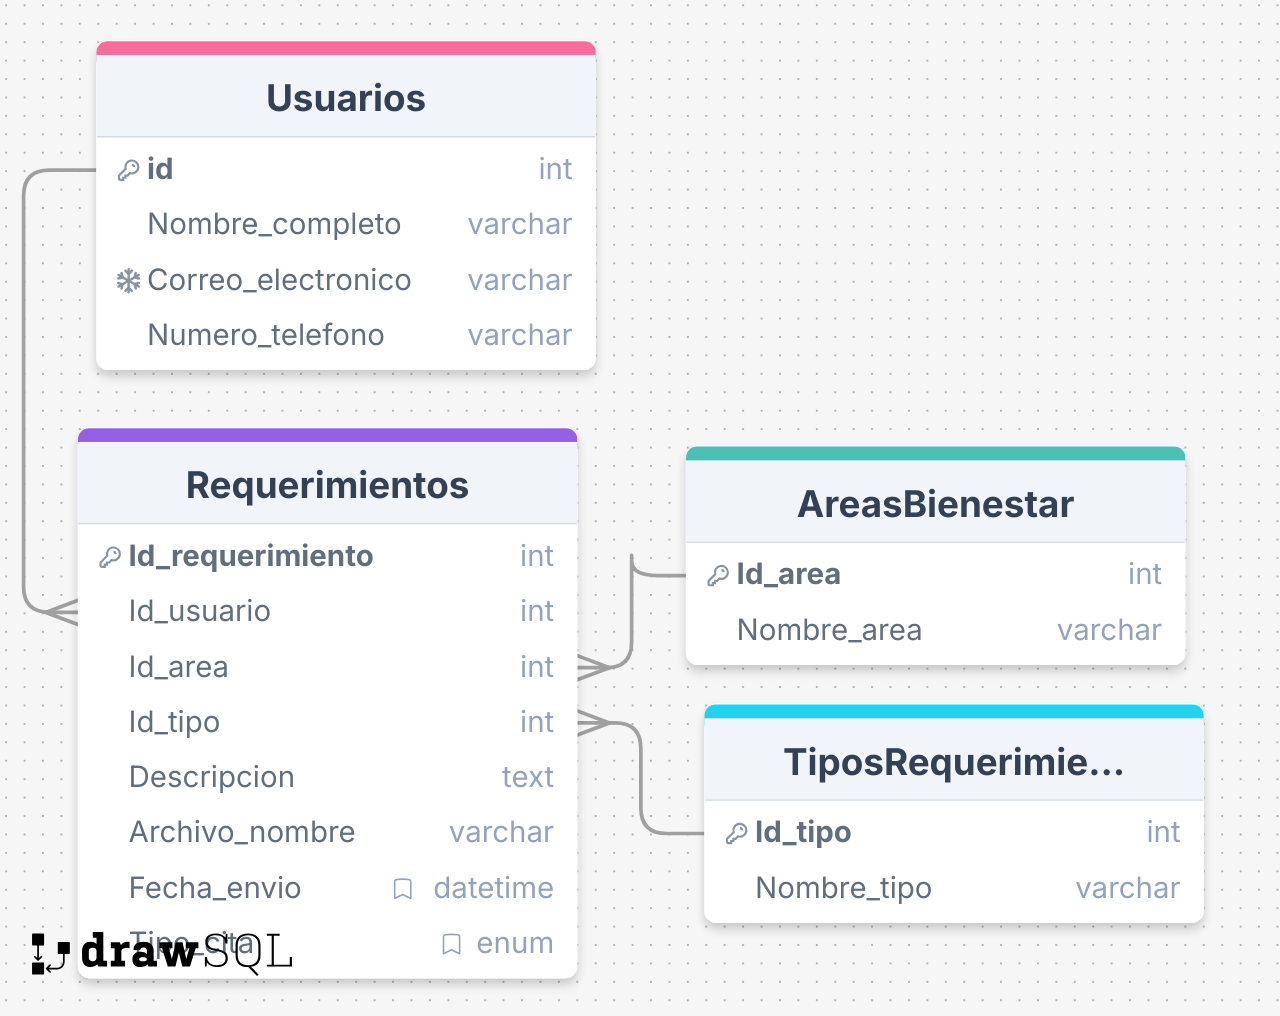 Usuarios
id int
Nombre_completo varchar
Correo_electronico varchar
Numero_telefono varchar
Requerimientos
Id_requerimiento int
Id_usuario int
Id_area int
Id_tipo int
Descripcion text
Archivo_nombre varchar
Fecha_envio datetime
Tipo_cita enum
drawSQL
AreasBienestar
Id_area int
Nombre_area varchar
TiposRequerimie...
Id_tipo int
Nombre_tipo varchar